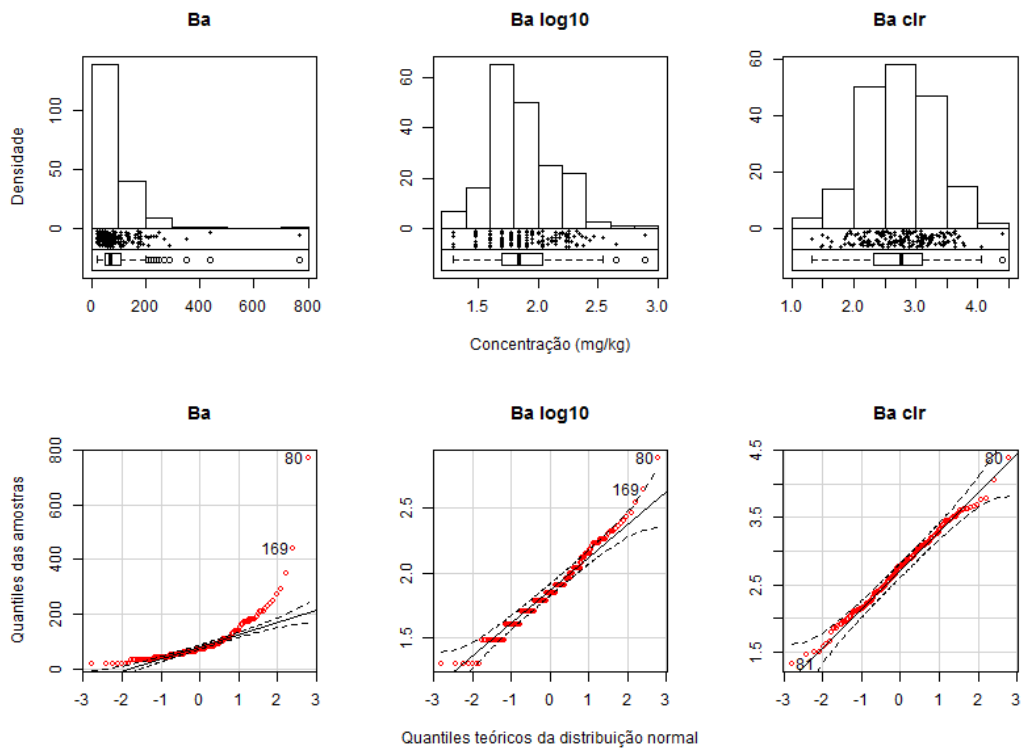 Ba
Ba log10
Ba clr
Densidade
0 50 100
0 20 40 60
0 20 40 60
0 200 400 600 800
1.5 2.0 2.5 3.0
1.0 2.0 3.0 4.0
Concentração (mg/kg)
Ba
Ba log10
Ba clr
Quantiles das amostras
0 200 400 600 800
1.5 2.0 2.5
1.5 2.5 3.5 4.5
80
169
80
169
80
81
-3 -2 -1 0 1 2 3
-3 -2 -1 0 1 2 3
-3 -2 -1 0 1 2 3
Quantiles teóricos da distribuição normal